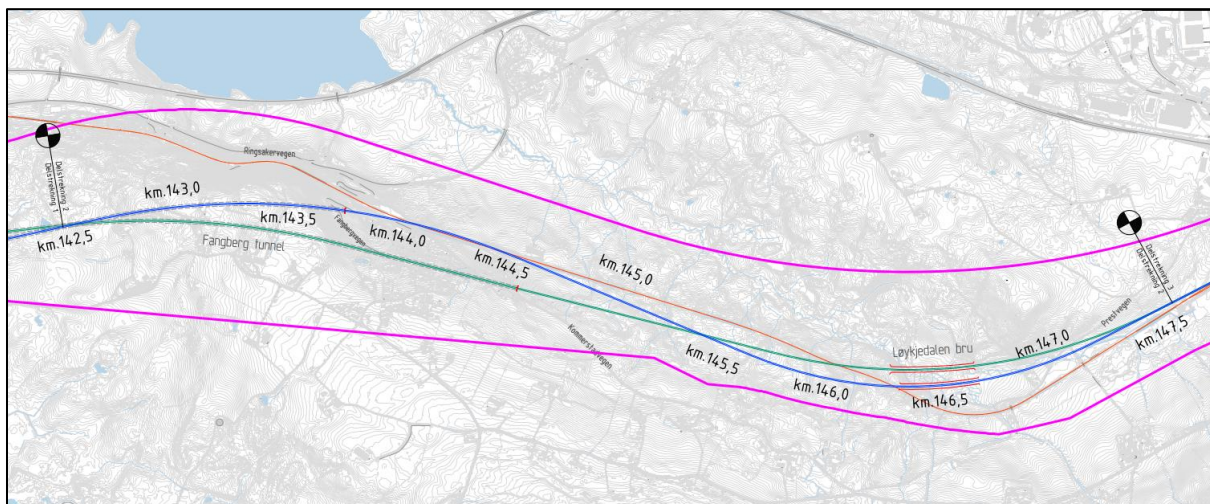 Ringsakervegen
Delstrekning 2
Delstrekning 1
km.143,0
km.143,5
km.142,5
Fangberg tunnel
Fangbergvegen
km.144,0
km.144,5
km.145,0
Kommerstadvegen
km.145,5
km.146,0
Løykjedalen bru
km.146,5
km.147,0
Prestvegen
km.147,5
Delstrekning 3
Delstrekning 2